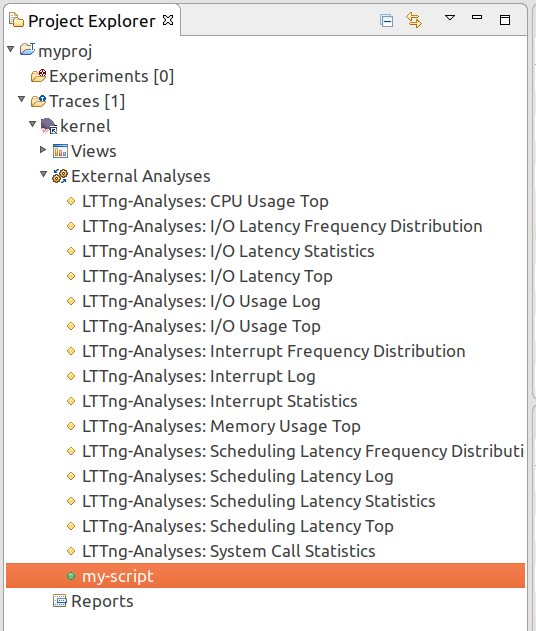 Project Explorer
myproj
Experiments [0]
Traces [1]
kernel
Views
External Analyses
LTTng-Analyses: CPU Usage Top
LTTng-Analyses: I/O Latency Frequency Distribution
LTTng-Analyses: I/O Latency Statistics
LTTng-Analyses: I/O Latency Top
LTTng-Analyses: I/O Usage Log
LTTng-Analyses: I/O Usage Top
LTTng-Analyses: Interrupt Frequency Distribution
LTTng-Analyses: Interrupt Log
LTTng-Analyses: Interrupt Statistics
LTTng-Analyses: Memory Usage Top
LTTng-Analyses: Scheduling Latency Frequency Distributi
LTTng-Analyses: Scheduling Latency Log
LTTng-Analyses: Scheduling Latency Statistics
LTTng-Analyses: Scheduling Latency Top
LTTng-Analyses: System Call Statistics
my-script
Reports